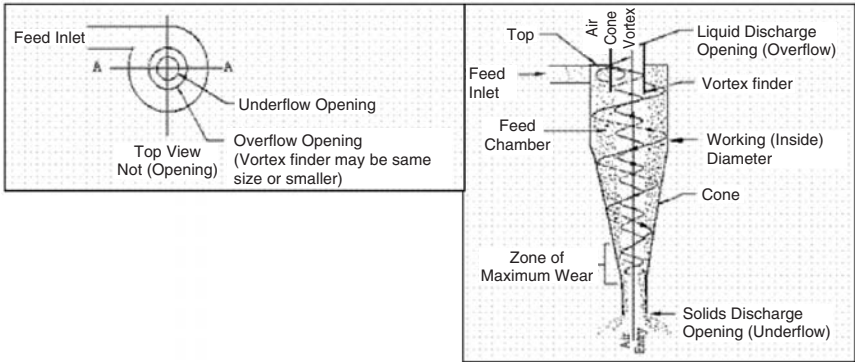 Feed Inlet
A
A
Underflow Opening
Overflow Opening
(Vortex finder may be same
size or smaller)
Top View
Not (Opening)
Air
Cone
Vortex
Top
Liquid Discharge
Opening (Overflow)
Feed
Inlet
Vortex finder
Feed
Chamber
Working (Inside)
Diameter
Cone
Zone of
Maximum Wear
Solids Discharge
Opening (Underflow)
Air
Entry